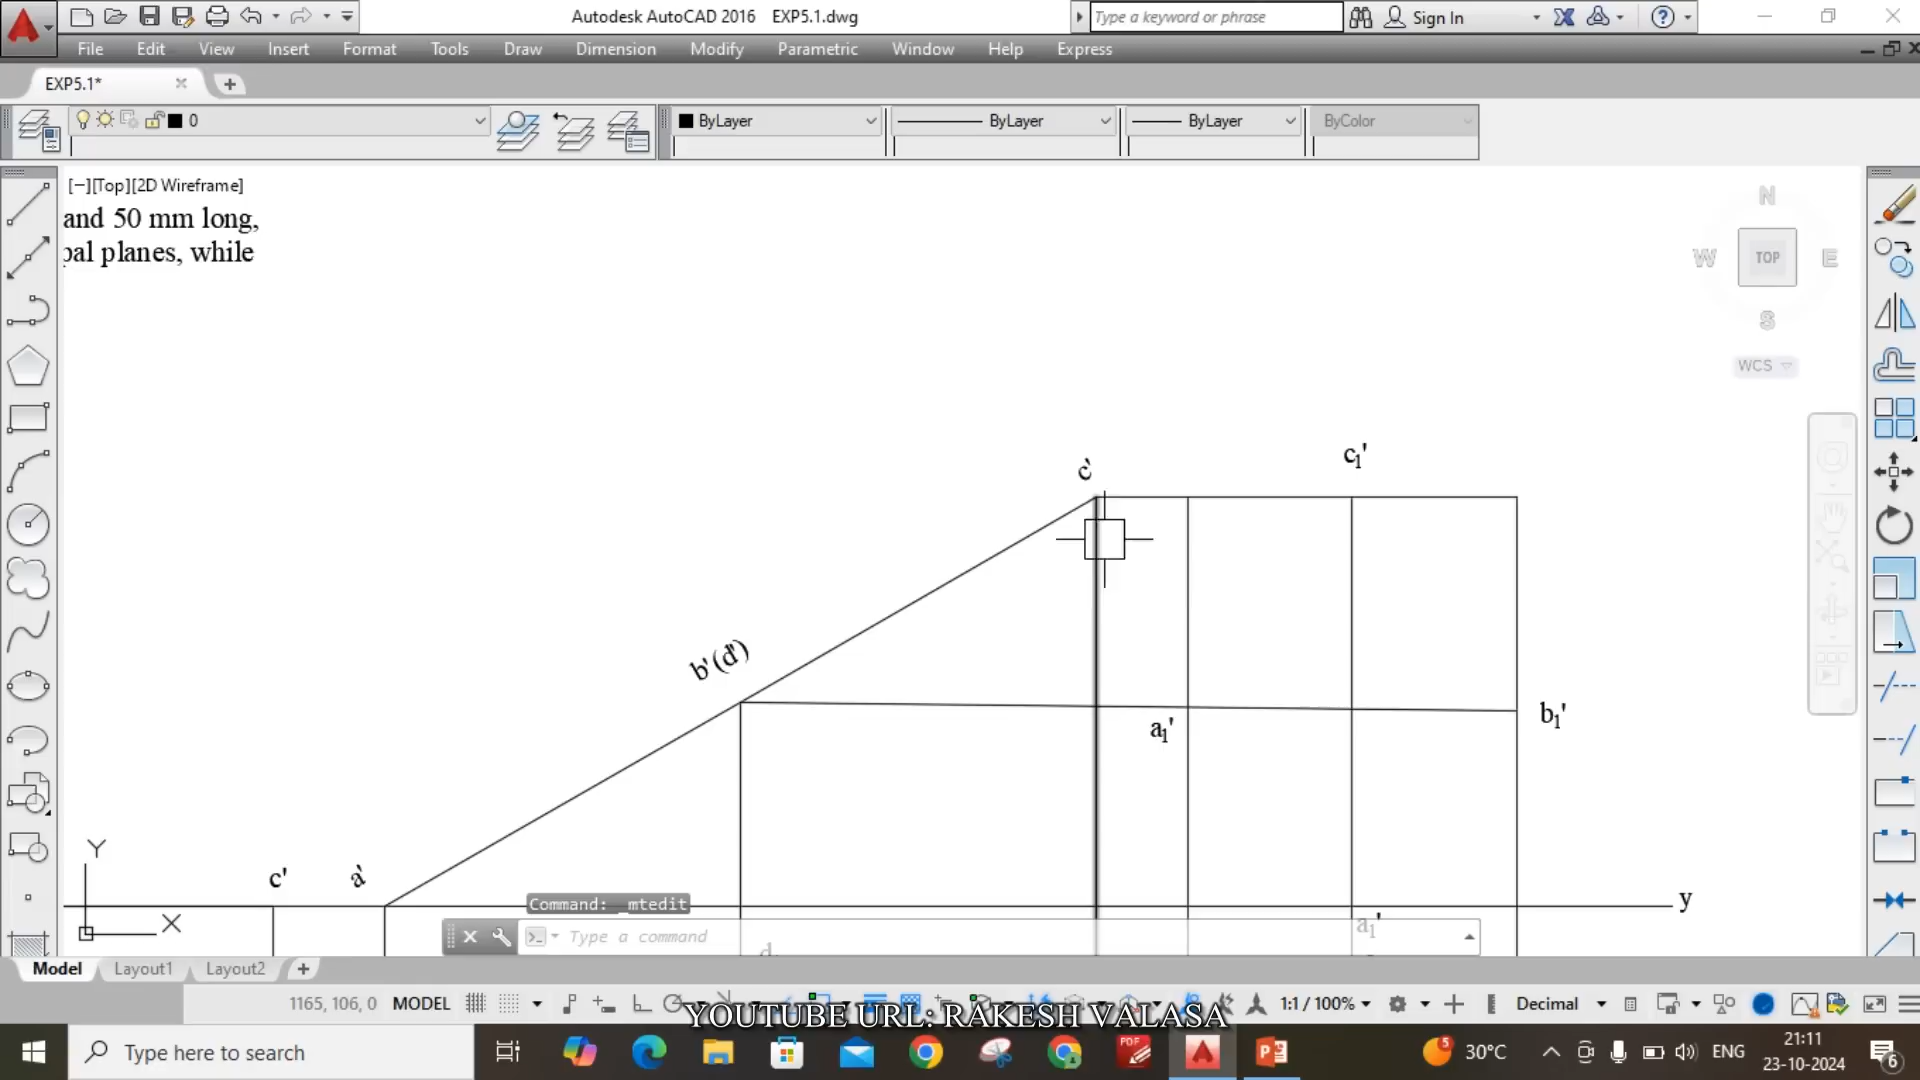 Autodesk AutoCAD 2016 EXP5.1.dwg
Type a keyword or phrase
Sign In
File Edit View Insert Format Tools Draw Dimension Modify Parametric Window Help Express
EXP5.1*
0
ByLayer
ByLayer
ByLayer
ByColor
[−][Top][2D Wireframe]
and 50 mm long,
pal planes, while
N
W TOP E
S
WCS
c'
c1'
b'(d')
a1'
b1'
Y
c'
a'
Command: _mtedit
y
X
a1'
Type a command
d
Model Layout1 Layout2
1165, 106, 0 MODEL
1:1 / 100%
Decimal
YOUTUBE URL: RAKESH VALASA
Type here to search
PDF
5
30°C
ENG
21:11
23-10-2024
6